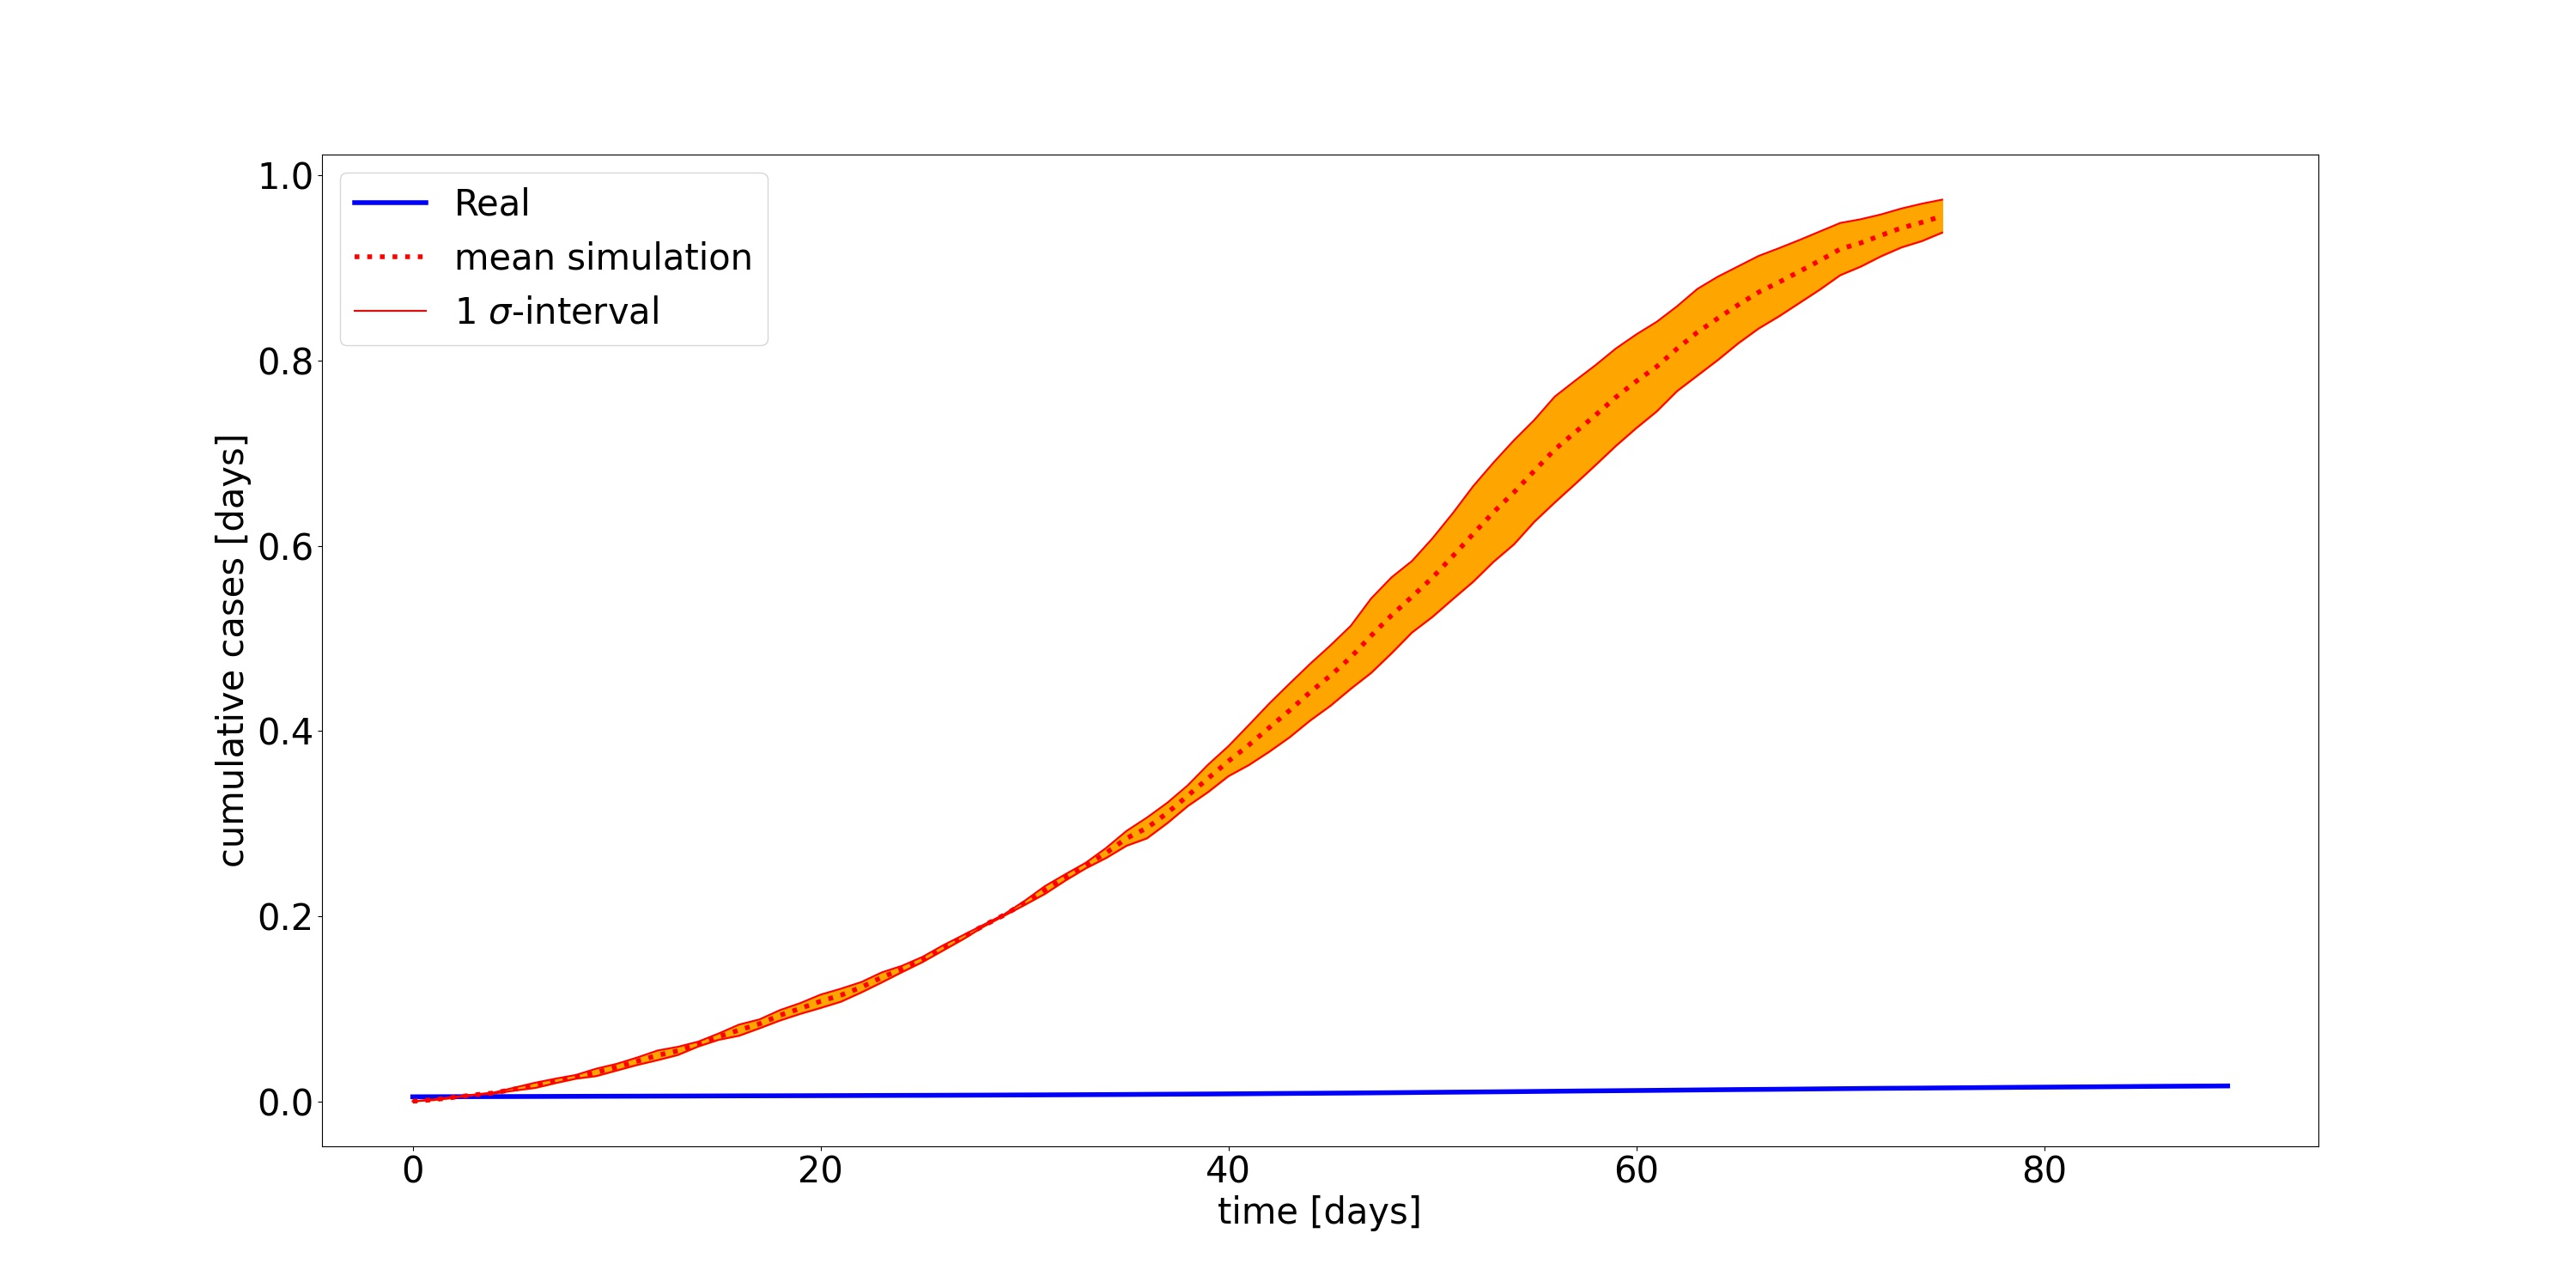 Real
mean simulation
1 σ-interval
1.0
0.8
0.6
0.4
0.2
0.0
cumulative cases [days]
0 20 40 60 80
time [days]